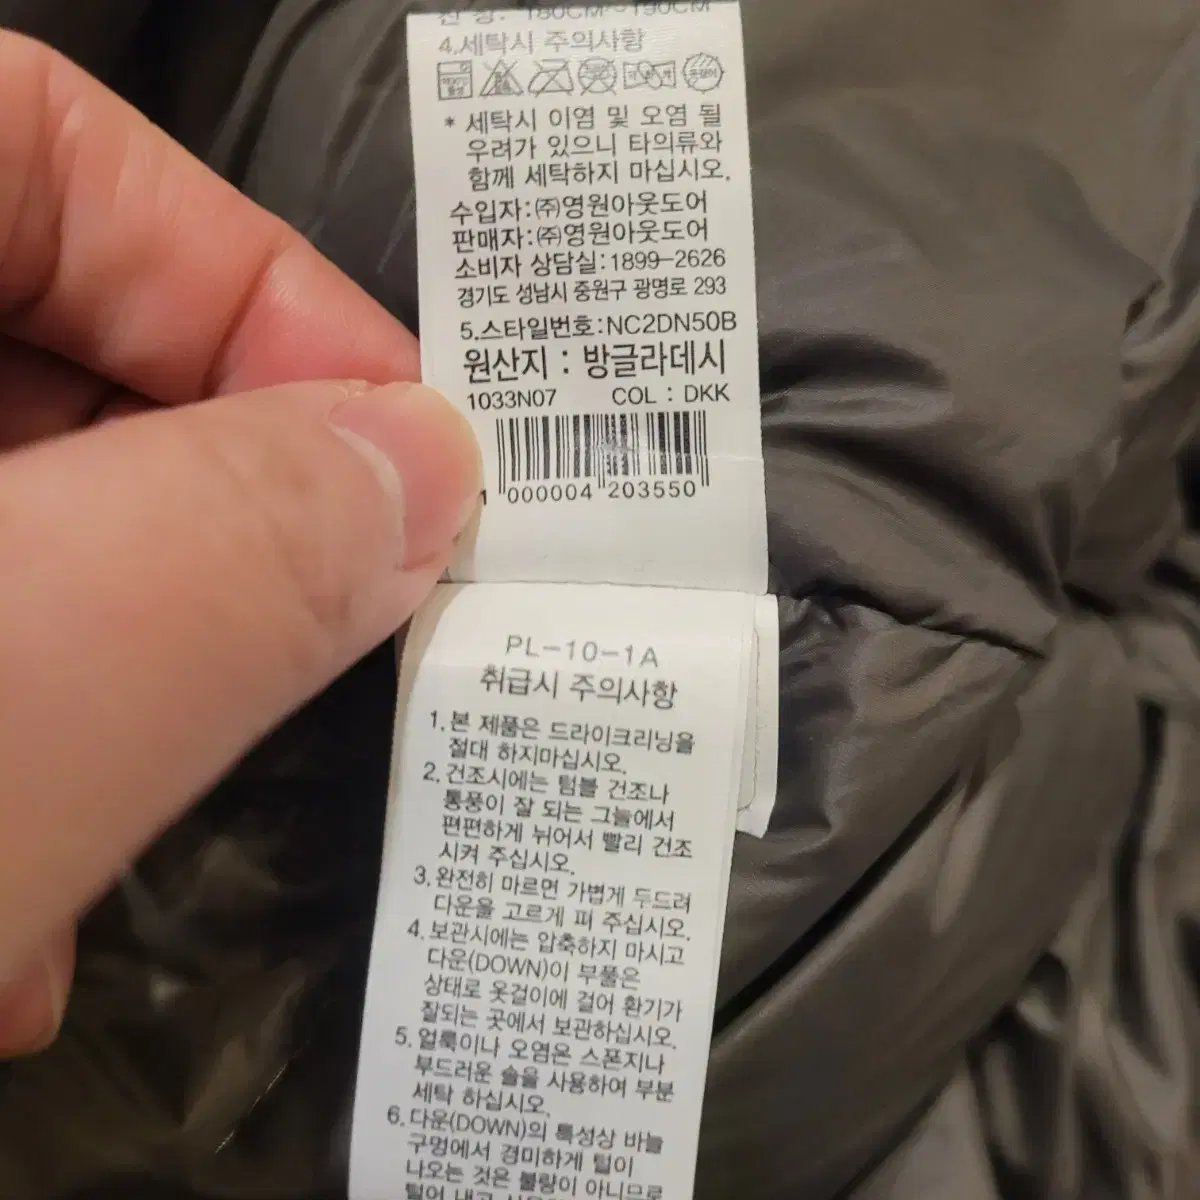 신 장: 180CM~190CM
4.세탁시 주의사항
* 세탁시 이염 및 오염 될
우려가 있으니 타의류와
함께 세탁하지 마십시오.
수입자:㈜영원아웃도어
판매자:㈜영원아웃도어
소비자 상담실:1899-2626
경기도 성남시 중원구 광명로 293
5.스타일번호:NC2DN50B
원산지 : 방글라데시
1033N07 COL : DKK
1 000004 203550
PL-10-1A
취급시 주의사항
1.본 제품은 드라이크리닝을
절대 하지마십시오.
2.건조시에는 텀블 건조나
통풍이 잘 되는 그늘에서
편편하게 뉘어서 빨리 건조
시켜 주십시오.
3.완전히 마르면 가볍게 두드려
다운을 고르게 펴 주십시오.
4.보관시에는 압축하지 마시고
다운(DOWN)이 부풀은
상태로 옷걸이에 걸어 환기가
잘되는 곳에서 보관하십시오.
5.얼룩이나 오염은 스폰지나
부드러운 솔을 사용하여 부분
세탁 하십시오.
6.다운(DOWN)의 특성상 바늘
구멍에서 경미하게 털이
나오는 것은 불량이 아니므로